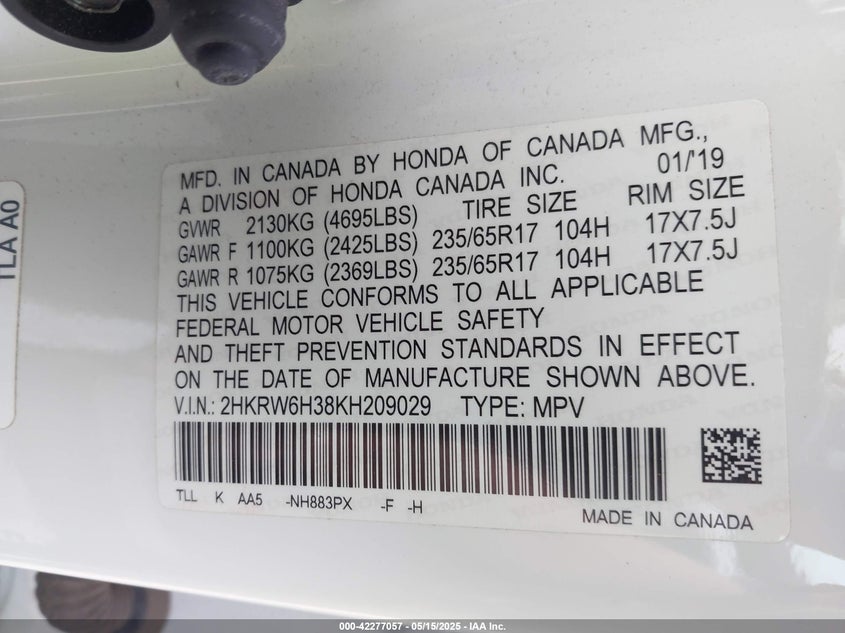 TLA A0
MFD. IN CANADA BY HONDA OF CANADA MFG.,
A DIVISION OF HONDA CANADA INC. 01/'19
GVWR 2130KG (4695LBS) TIRE SIZE RIM SIZE
GAWR F 1100KG (2425LBS) 235/65R17 104H 17X7.5J
GAWR R 1075KG (2369LBS) 235/65R17 104H 17X7.5J
THIS VEHICLE CONFORMS TO ALL APPLICABLE
FEDERAL MOTOR VEHICLE SAFETY
AND THEFT PREVENTION STANDARDS IN EFFECT
ON THE DATE OF MANUFACTURE SHOWN ABOVE.
V.I.N.: 2HKRW6H38KH209029 TYPE: MPV
TLL K AA5 -NH883PX -F -H
MADE IN CANADA
000-42277057 - 05/15/2025 - IAA Inc.